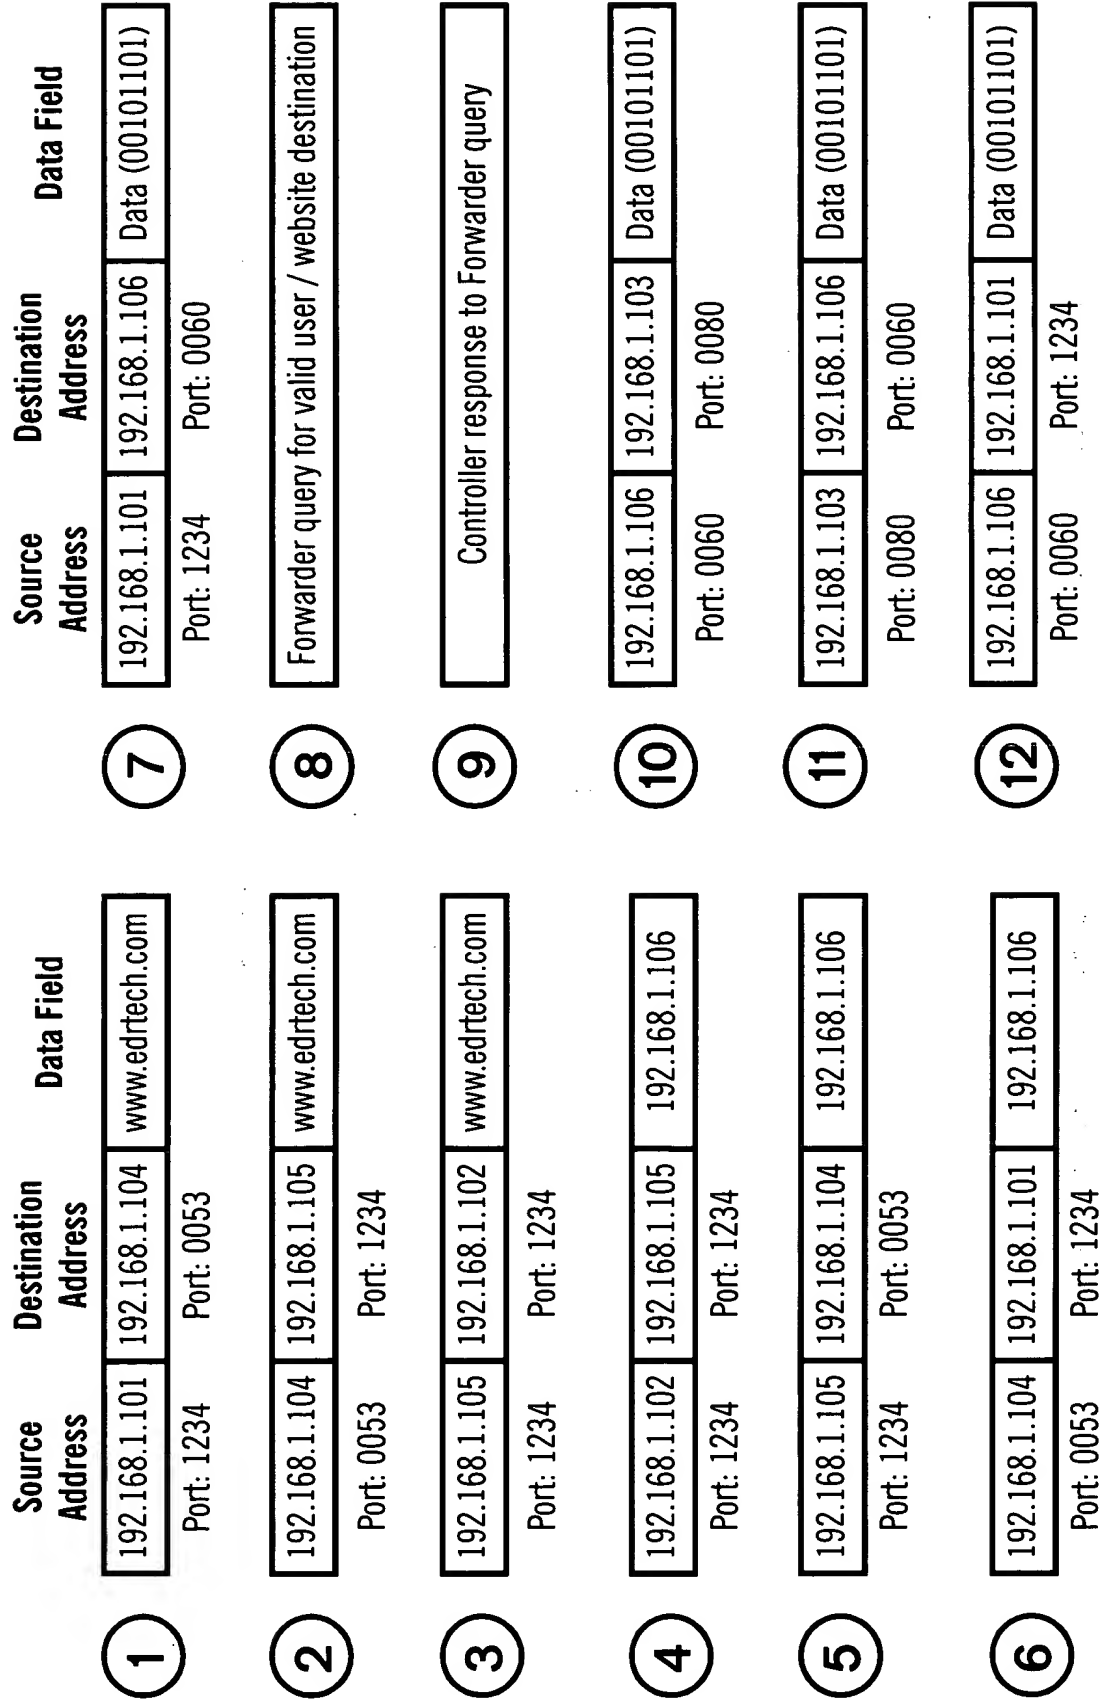 Source Address
Destination Address
Data Field
1
192.168.1.101 192.168.1.104 www.edrtech.com
Port: 1234 Port: 0053
2
192.168.1.104 192.168.1.105 www.edrtech.com
Port: 0053 Port: 1234
3
192.168.1.105 192.168.1.102 www.edrtech.com
Port: 1234 Port: 1234
4
192.168.1.102 192.168.1.105 192.168.1.106
Port: 1234 Port: 1234
5
192.168.1.105 192.168.1.104 192.168.1.106
Port: 1234 Port: 0053
6
192.168.1.104 192.168.1.101 192.168.1.106
Port: 0053 Port: 1234
Source Address
Destination Address
Data Field
7
192.168.1.101 192.168.1.106 Data (00101101)
Port: 1234 Port: 0060
8
Forwarder query for valid user / website destination
9
Controller response to Forwarder query
10
192.168.1.106 192.168.1.103 Data (00101101)
Port: 0060 Port: 0080
11
192.168.1.103 192.168.1.106 Data (00101101)
Port: 0080 Port: 0060
12
192.168.1.106 192.168.1.101 Data (00101101)
Port: 0060 Port: 1234